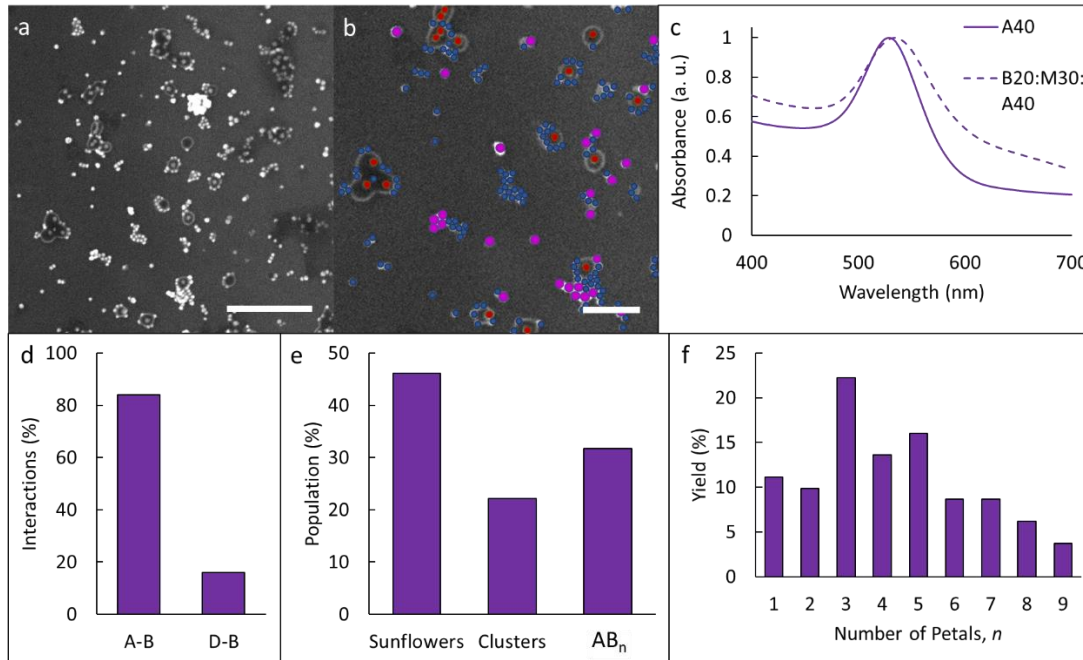 a
b
c
Absorbance (a. u.)
1
0.8
0.6
0.4
0.2
0
400
500
600
700
Wavelength (nm)
A40
B20:M30:
A40
d
Interactions (%)
100
80
60
40
20
0
A-B
D-B
e
Population (%)
50
40
30
20
10
0
Sunflowers
Clusters
ABₙ
f
Yield (%)
25
20
15
10
5
0
1 2 3 4 5 6 7 8 9
Number of Petals, n